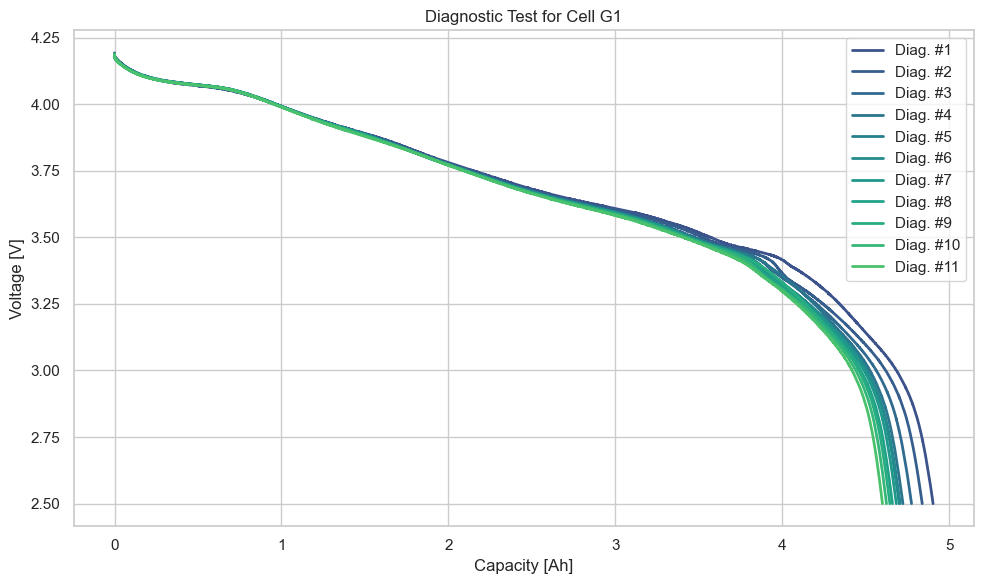 Diagnostic Test for Cell G1
Voltage [V]
4.25
4.00
3.75
3.50
3.25
3.00
2.75
2.50
0 1 2 3 4 5
Capacity [Ah]
Diag. #1
Diag. #2
Diag. #3
Diag. #4
Diag. #5
Diag. #6
Diag. #7
Diag. #8
Diag. #9
Diag. #10
Diag. #11